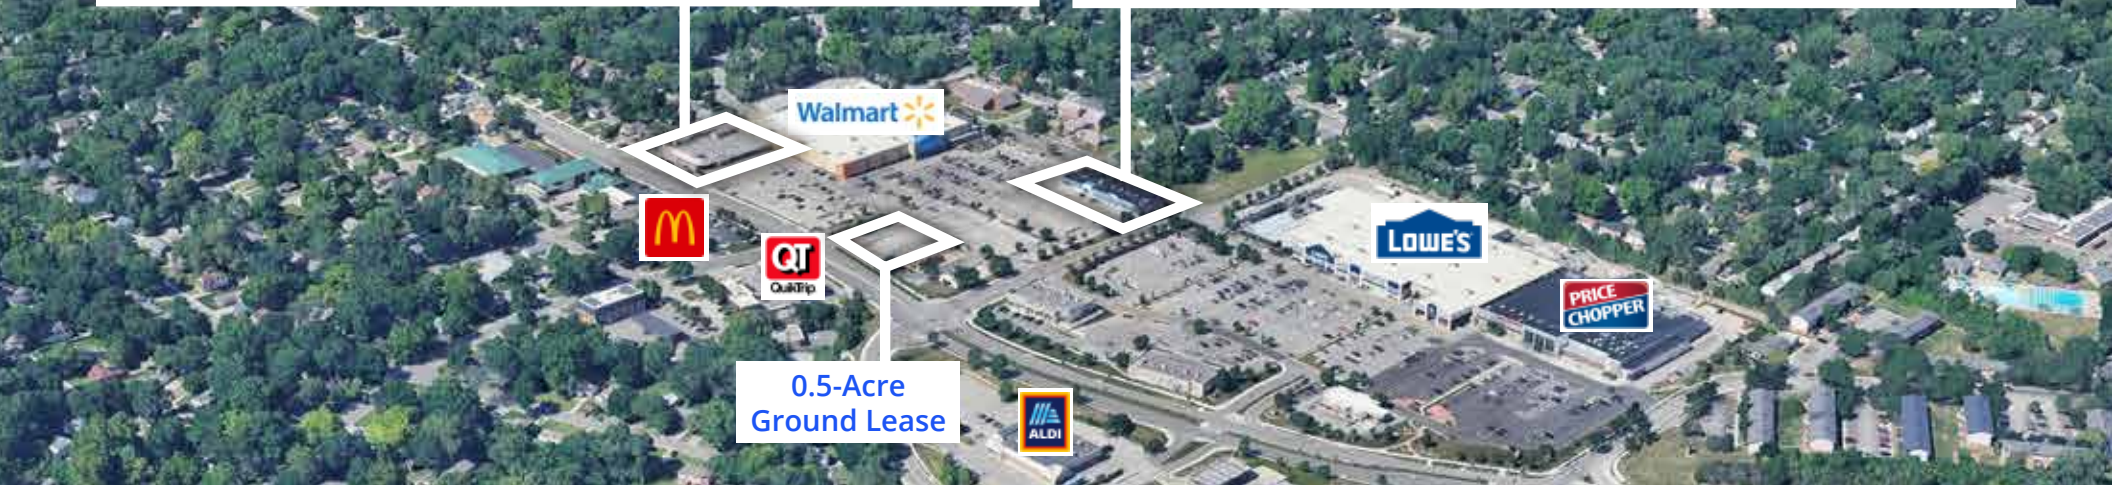 Walmart
LOWE'S
QT
QuikTrip
PRICE
CHOPPER
0.5-Acre
Ground Lease
ALDI